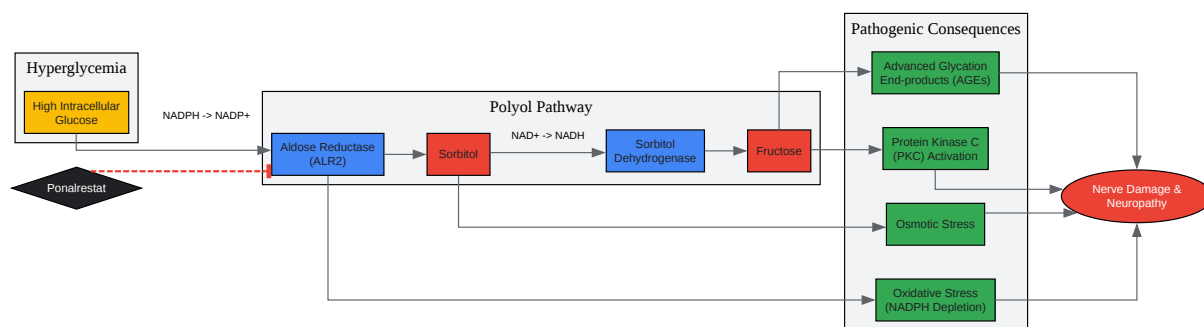 Pathogenic Consequences
Hyperglycemia
High Intracellular
Glucose
Ponalrestat
NADPH -> NADP+
Polyol Pathway
Aldose Reductase
(ALR2)
Sorbitol
NAD+ -> NADH
Sorbitol
Dehydrogenase
Fructose
Advanced Glycation
End-products (AGEs)
Protein Kinase C
(PKC) Activation
Osmotic Stress
Oxidative Stress
(NADPH Depletion)
Nerve Damage &
Neuropathy